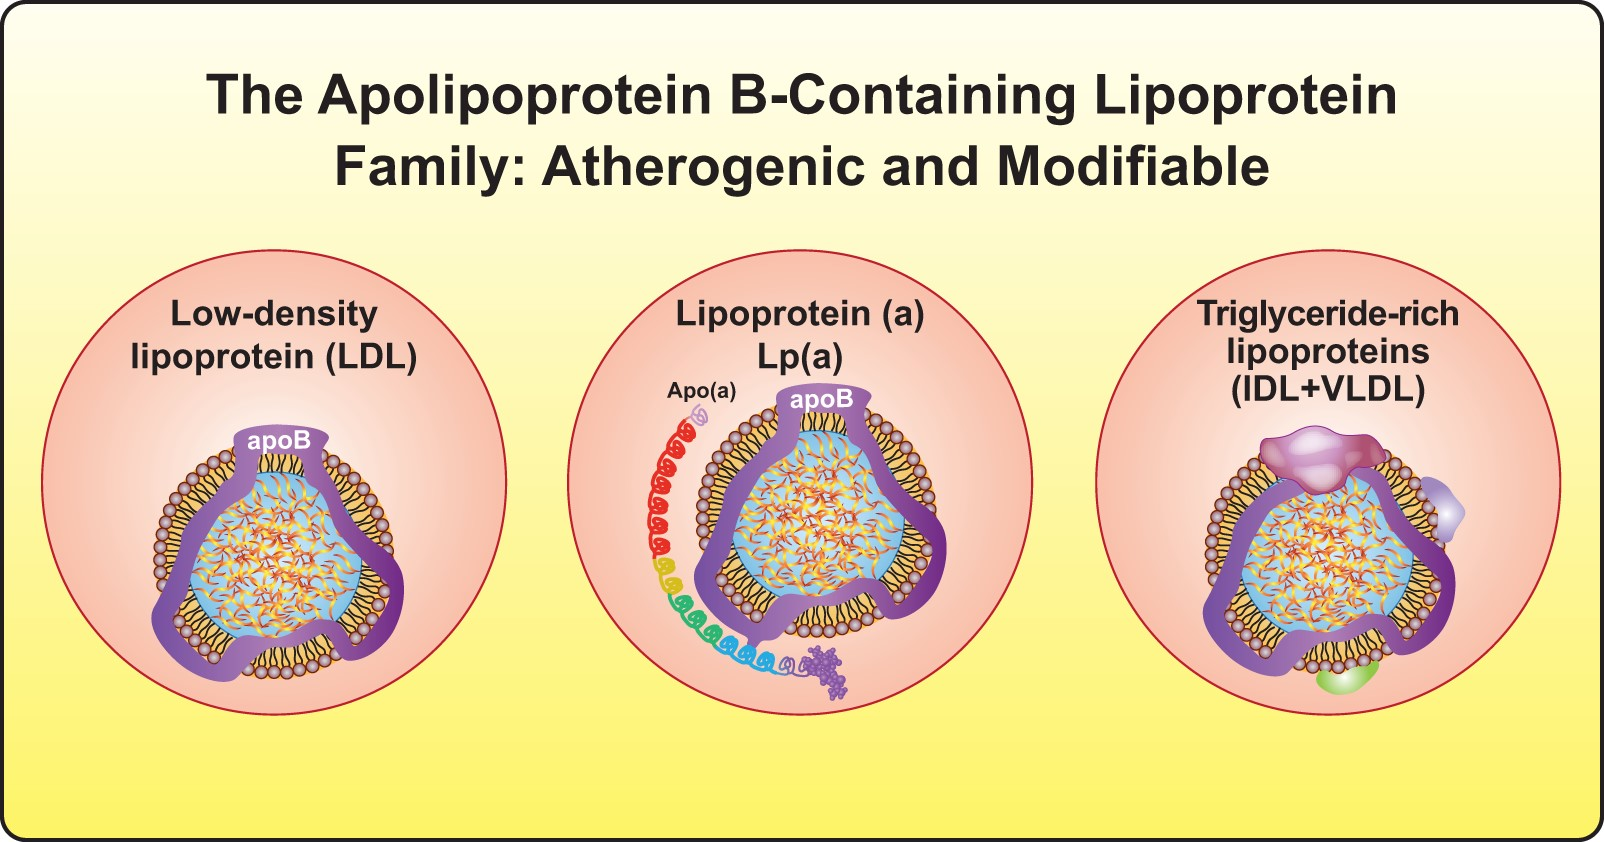 The Apolipoprotein B-Containing Lipoprotein
Family: Atherogenic and Modifiable
Low-density
lipoprotein (LDL)
apoB
Lipoprotein (a)
Lp(a)
Apo(a)
apoB
Triglyceride-rich
lipoproteins
(IDL+VLDL)